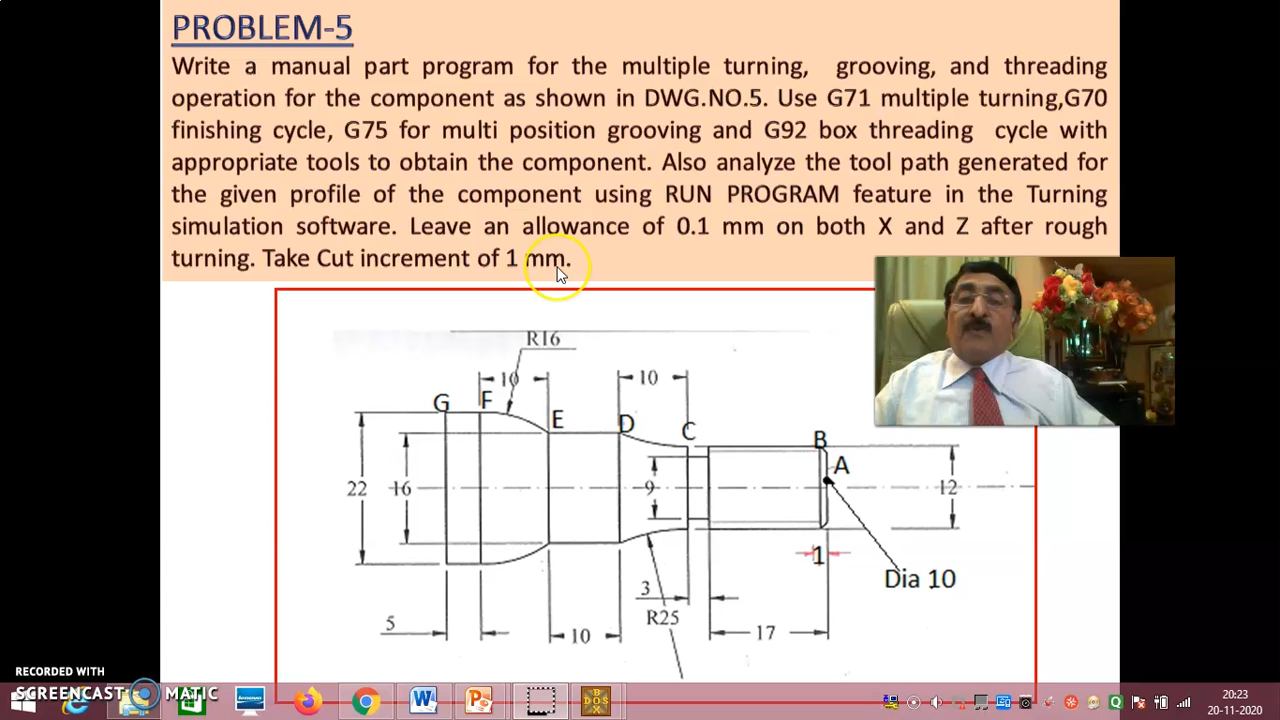 PROBLEM-5
Write a manual part program for the multiple turning, grooving, and threading
operation for the component as shown in DWG.NO.5. Use G71 multiple turning,G70
finishing cycle, G75 for multi position grooving and G92 box threading cycle with
appropriate tools to obtain the component. Also analyze the tool path generated for
the given profile of the component using RUN PROGRAM feature in the Turning
simulation software. Leave an allowance of 0.1 mm on both X and Z after rough
turning. Take Cut increment of 1 mm.
R16
10
10
G
F
E
D
C
B
A
22
16
9
12
1
Dia 10
3
R25
5
10
17
RECORDED WITH
SCREENCAST MATIC
20:23
20-11-2020